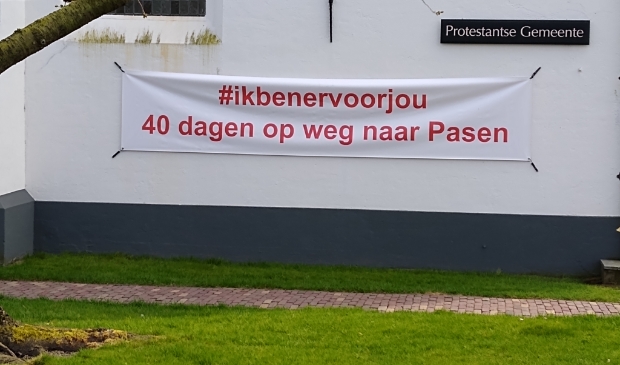 Protestantse Gemeente
#ikbenervoorjou
40 dagen op weg naar Pasen